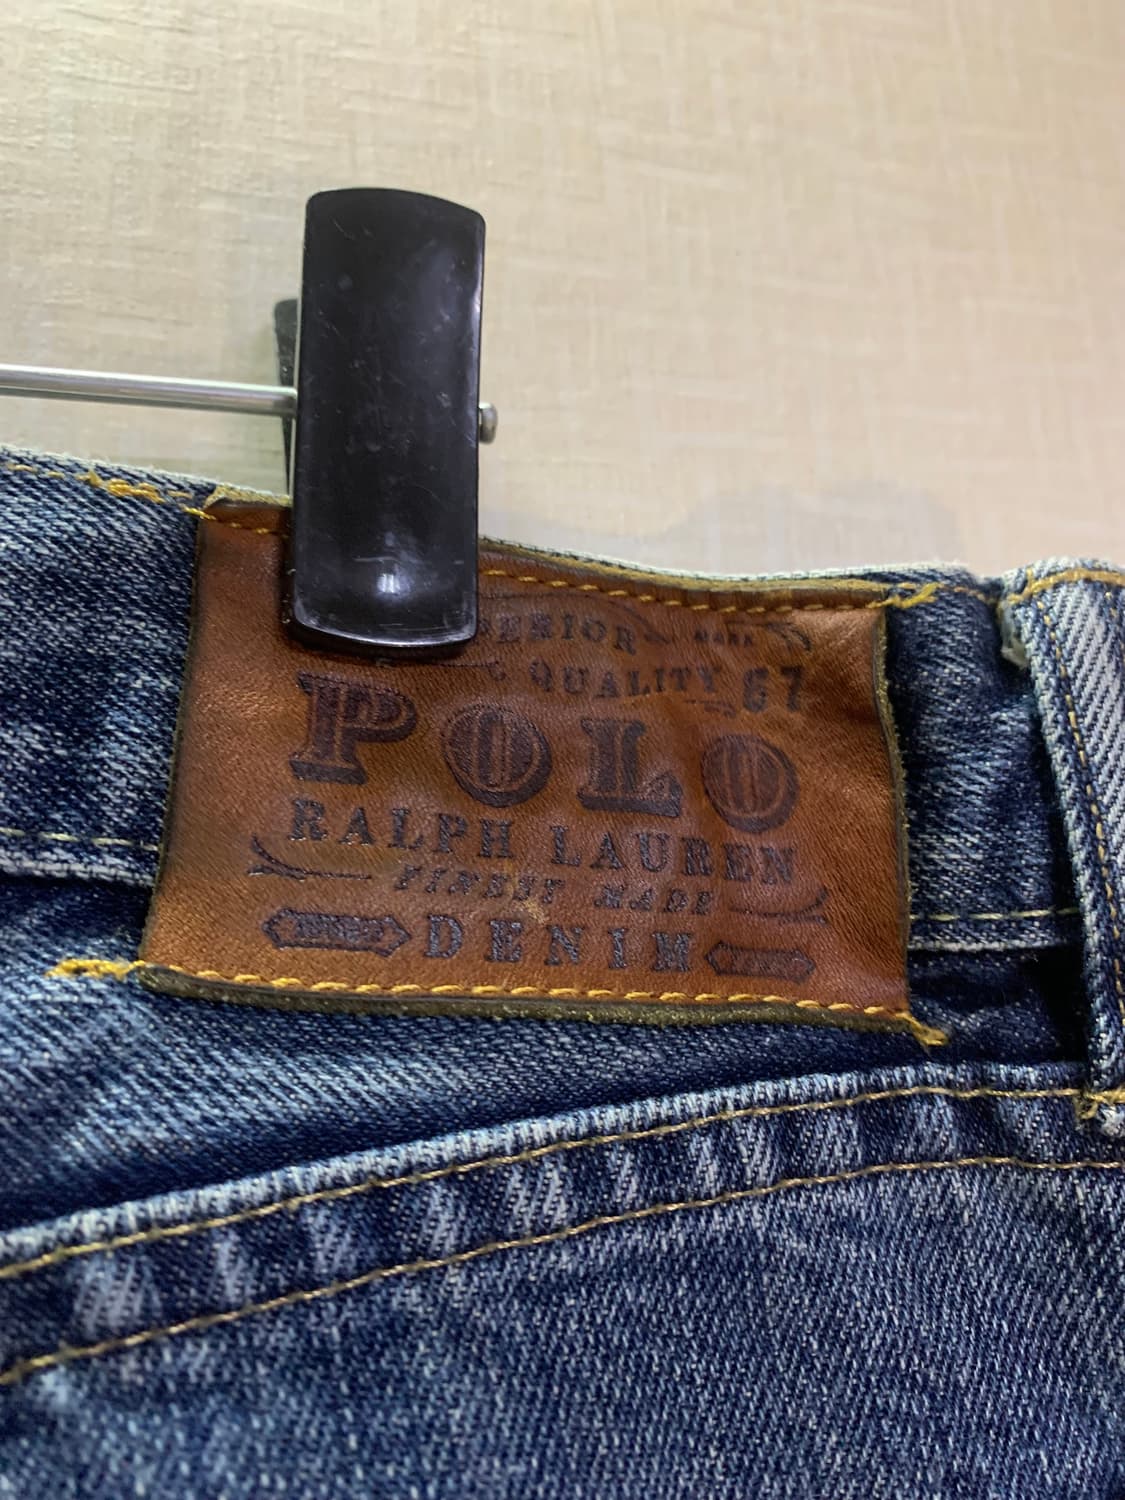 QUALITY 67
POLO
RALPH LAUREN
FINEST MADE
DENIM